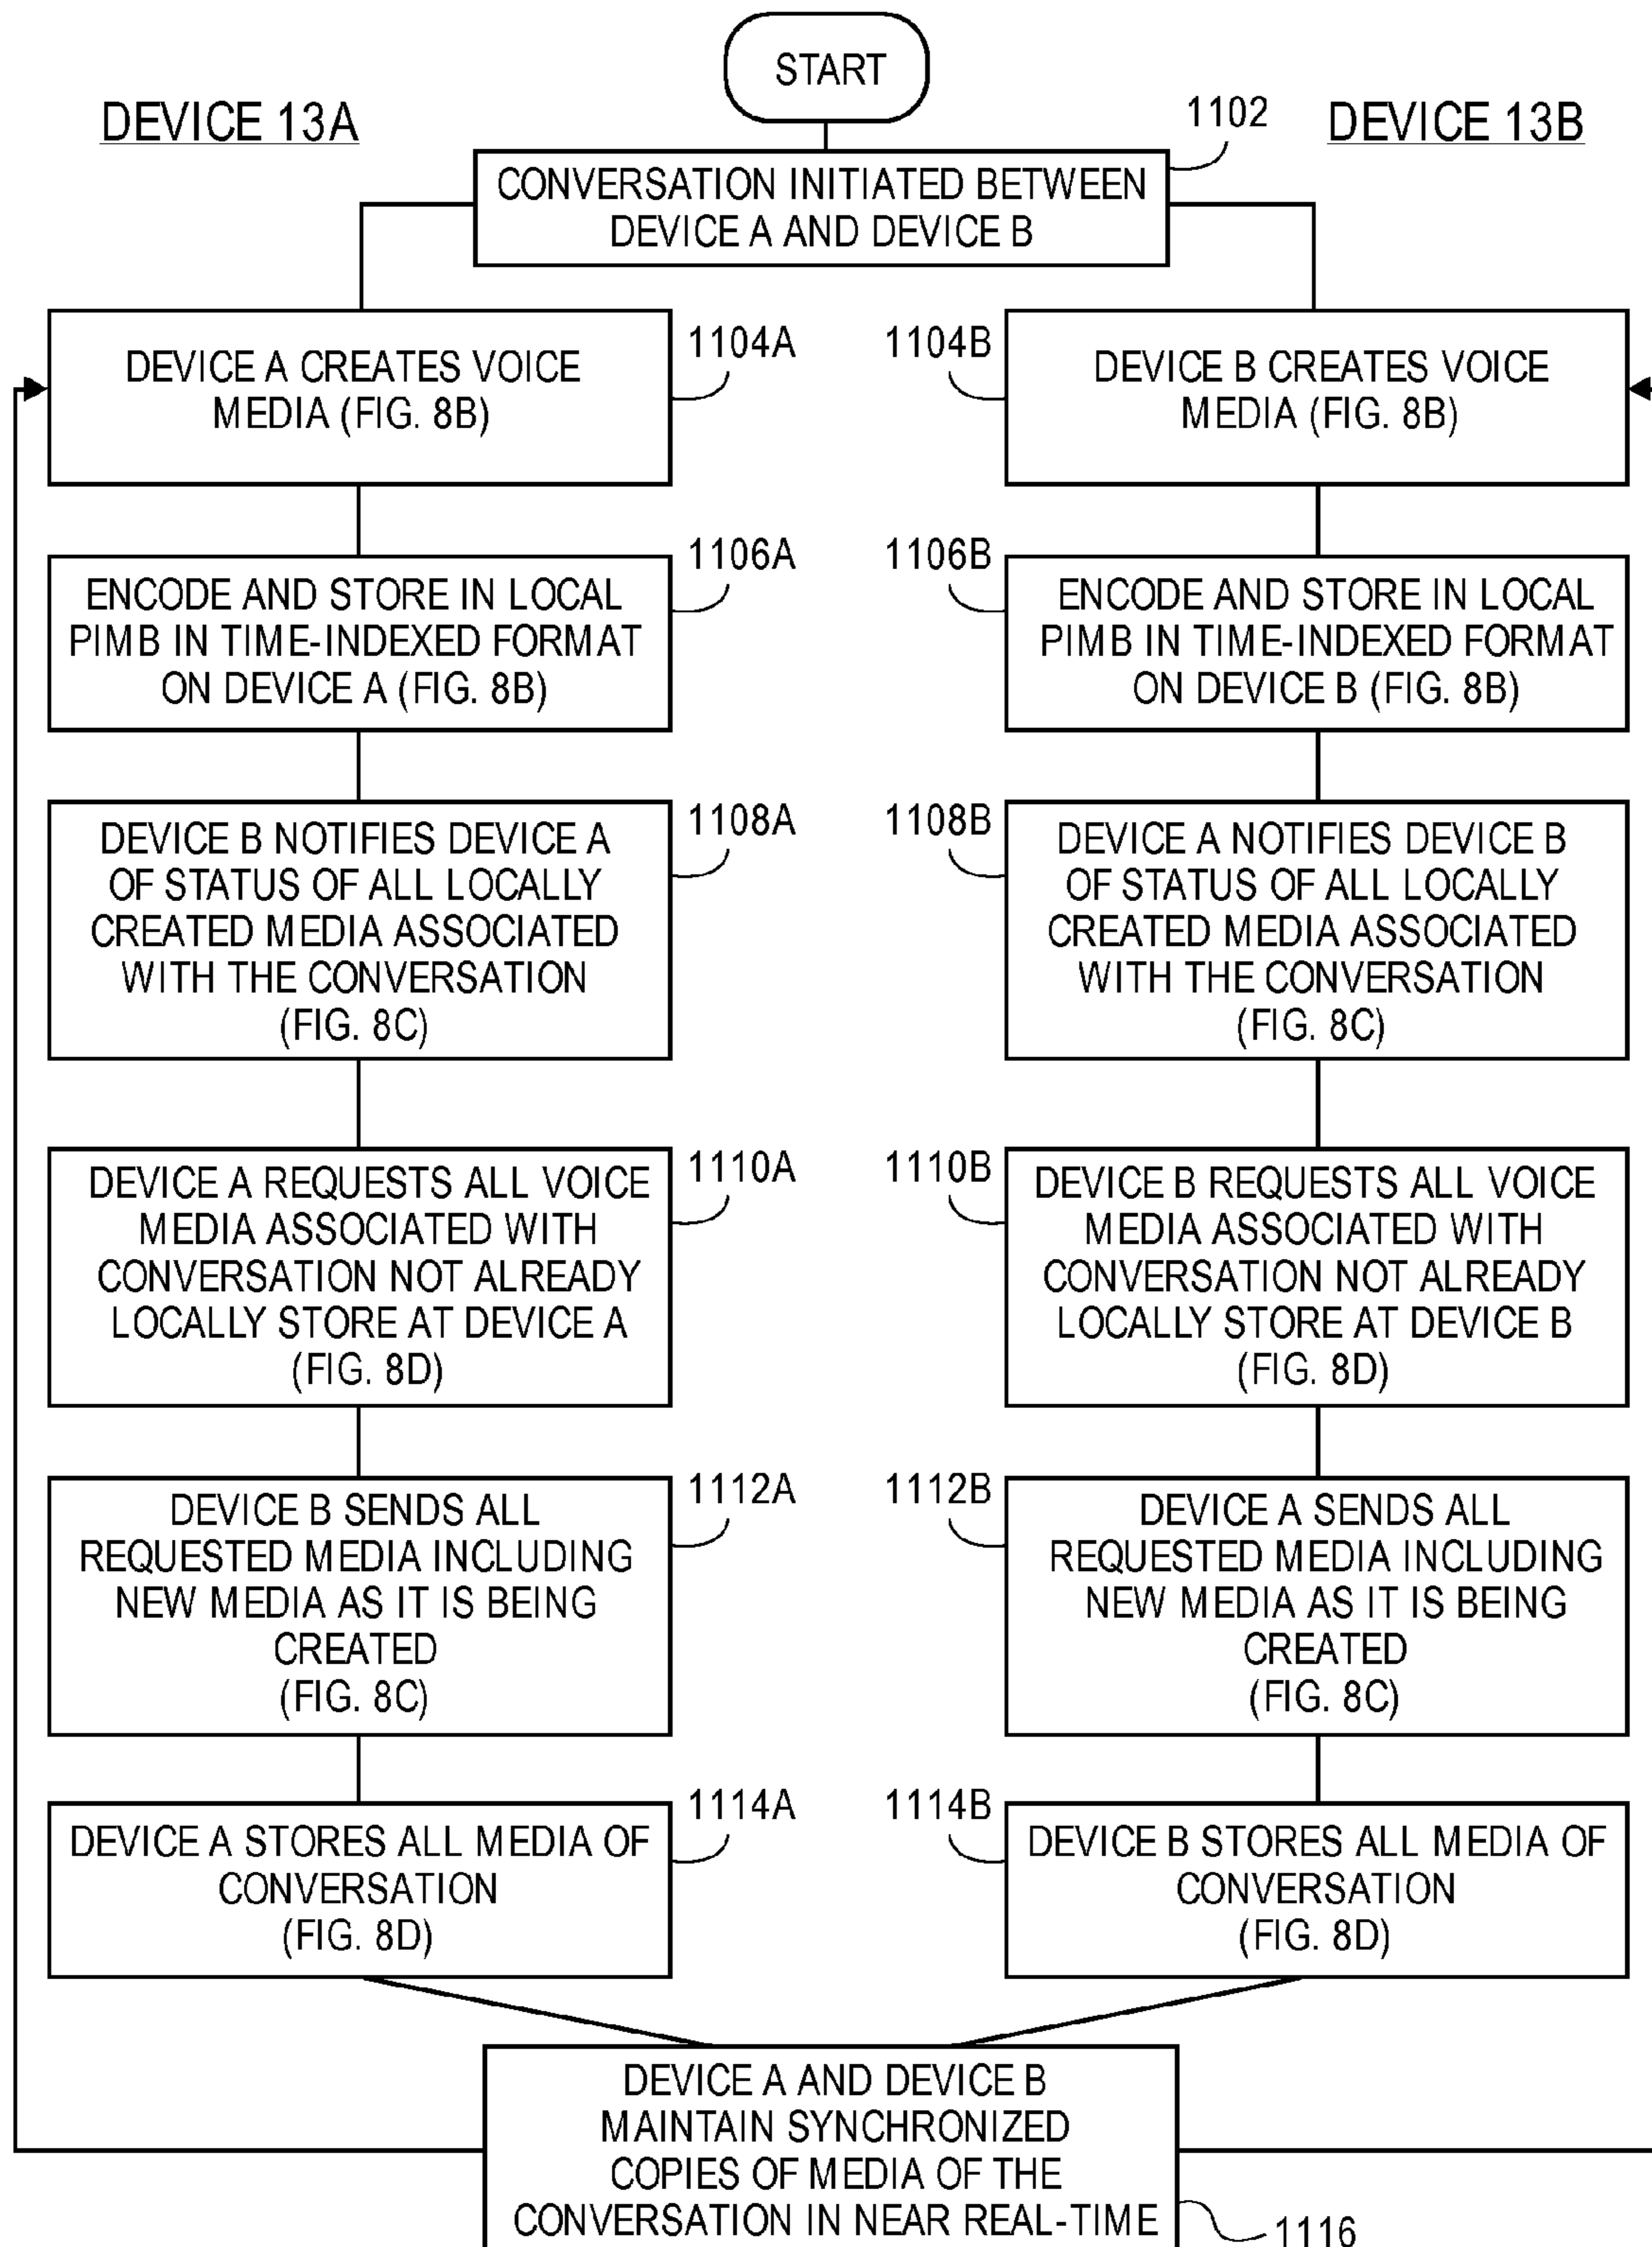 START
DEVICE 13A
1102
DEVICE 13B
CONVERSATION INITIATED BETWEEN
DEVICE A AND DEVICE B
DEVICE A CREATES VOICE
MEDIA (FIG. 8B)
1104A
1104B
DEVICE B CREATES VOICE
MEDIA (FIG. 8B)
ENCODE AND STORE IN LOCAL
PIMB IN TIME-INDEXED FORMAT
ON DEVICE A (FIG. 8B)
1106A
1106B
ENCODE AND STORE IN LOCAL
PIMB IN TIME-INDEXED FORMAT
ON DEVICE B (FIG. 8B)
DEVICE B NOTIFIES DEVICE A
OF STATUS OF ALL LOCALLY
CREATED MEDIA ASSOCIATED
WITH THE CONVERSATION
(FIG. 8C)
1108A
1108B
DEVICE A NOTIFIES DEVICE B
OF STATUS OF ALL LOCALLY
CREATED MEDIA ASSOCIATED
WITH THE CONVERSATION
(FIG. 8C)
DEVICE A REQUESTS ALL VOICE
MEDIA ASSOCIATED WITH
CONVERSATION NOT ALREADY
LOCALLY STORE AT DEVICE A
(FIG. 8D)
1110A
1110B
DEVICE B REQUESTS ALL VOICE
MEDIA ASSOCIATED WITH
CONVERSATION NOT ALREADY
LOCALLY STORE AT DEVICE B
(FIG. 8D)
DEVICE B SENDS ALL
REQUESTED MEDIA INCLUDING
NEW MEDIA AS IT IS BEING
CREATED
(FIG. 8C)
1112A
1112B
DEVICE A SENDS ALL
REQUESTED MEDIA INCLUDING
NEW MEDIA AS IT IS BEING
CREATED
(FIG. 8C)
DEVICE A STORES ALL MEDIA OF
CONVERSATION
(FIG. 8D)
1114A
1114B
DEVICE B STORES ALL MEDIA OF
CONVERSATION
(FIG. 8D)
DEVICE A AND DEVICE B
MAINTAIN SYNCHRONIZED
COPIES OF MEDIA OF THE
CONVERSATION IN NEAR REAL-TIME
1116